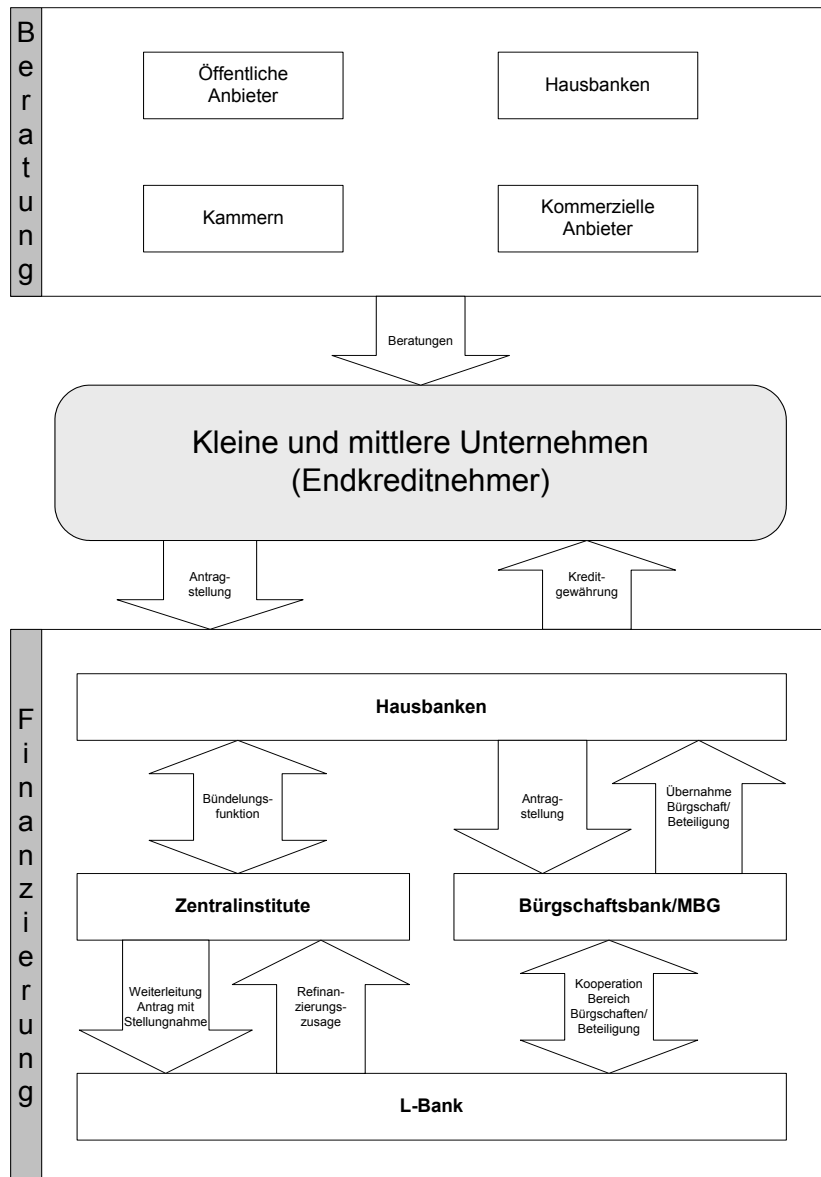 Beratung
Öffentliche
Anbieter
Hausbanken
Kammern
Kommerzielle
Anbieter
Beratungen
Kleine und mittlere Unternehmen
(Endkreditnehmer)
Antrag-
stellung
Kredit-
gewährung
Finanzierung
Hausbanken
Bündelungs-
funktion
Antrag-
stellung
Übernahme
Bürgschaft/
Beteiligung
Zentralinstitute
Bürgschaftsbank/MBG
Weiterleitung
Antrag mit
Stellungnahme
Refinan-
zierungs-
zusage
Kooperation
Bereich
Bürgschaften/
Beteiligung
L-Bank